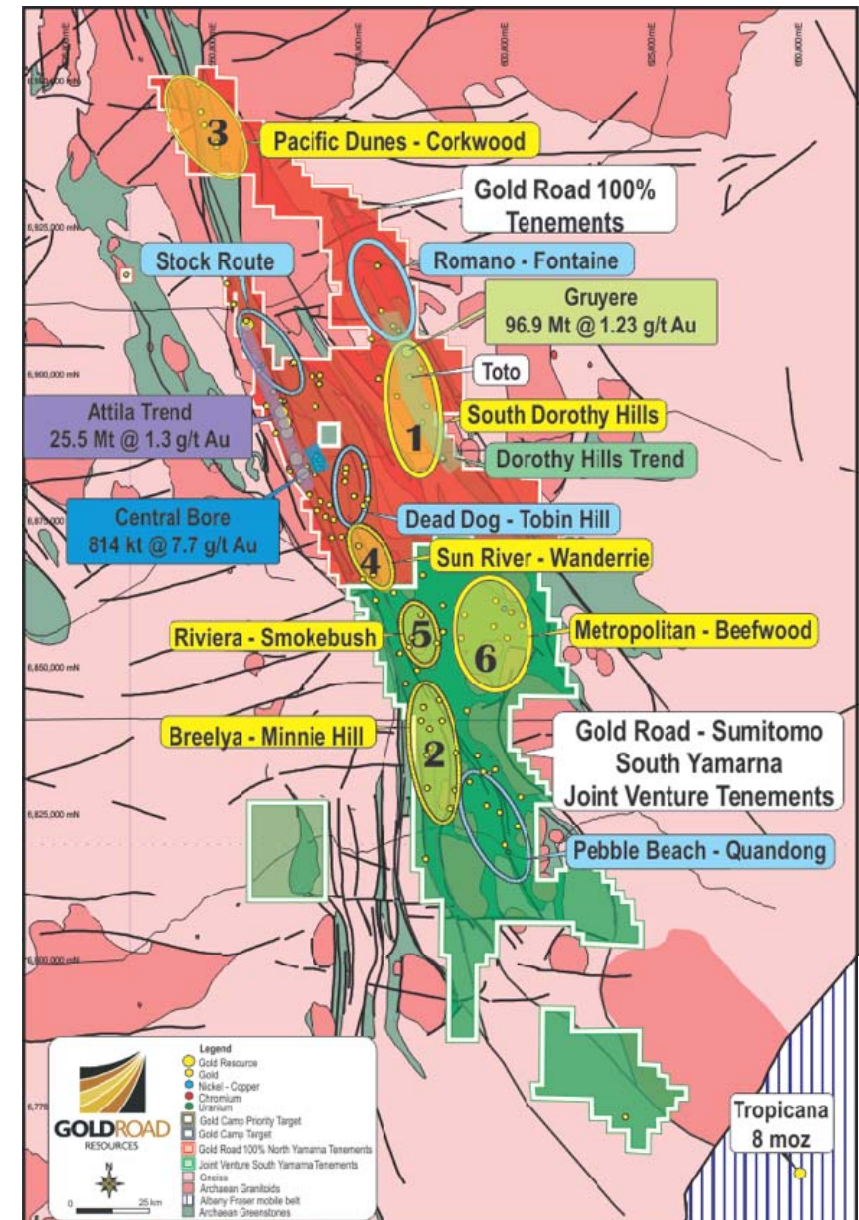 650,000 mE
3
Pacific Dunes - Corkwood
Gold Road 100%
Tenements
6,925,000 mN
Stock Route
Romano - Fontaine
Gruyere
96.9 Mt @ 1.23 g/t Au
6,900,000 mN
Toto
Attila Trend
25.5 Mt @ 1.3 g/t Au
South Dorothy Hills
1
Dorothy Hills Trend
Central Bore
814 kt @ 7.7 g/t Au
6,875,000 mN
Dead Dog - Tobin Hill
4
Sun River - Wanderrie
Riviera - Smokebush
5
Metropolitan - Beefwood
6
6,850,000 mN
Breelya - Minnie Hill
2
Gold Road - Sumitomo
South Yamarna
Joint Venture Tenements
6,825,000 mN
Pebble Beach - Quandong
6,800,000 mN
Tropicana
8 moz
GOLDROAD
RESOURCES
N
0 25 km
Legend
Gold Resource
Gold
Nickel - Copper
Chromium
Uranium
Gold Camp Priority Target
Gold Camp Target
Gold Road 100% North Yamarna Tenements
Joint Venture South Yamarna Tenements
Gneiss
Archaean Granitoids
Albany Fraser mobile belt
Archaean Greenstones